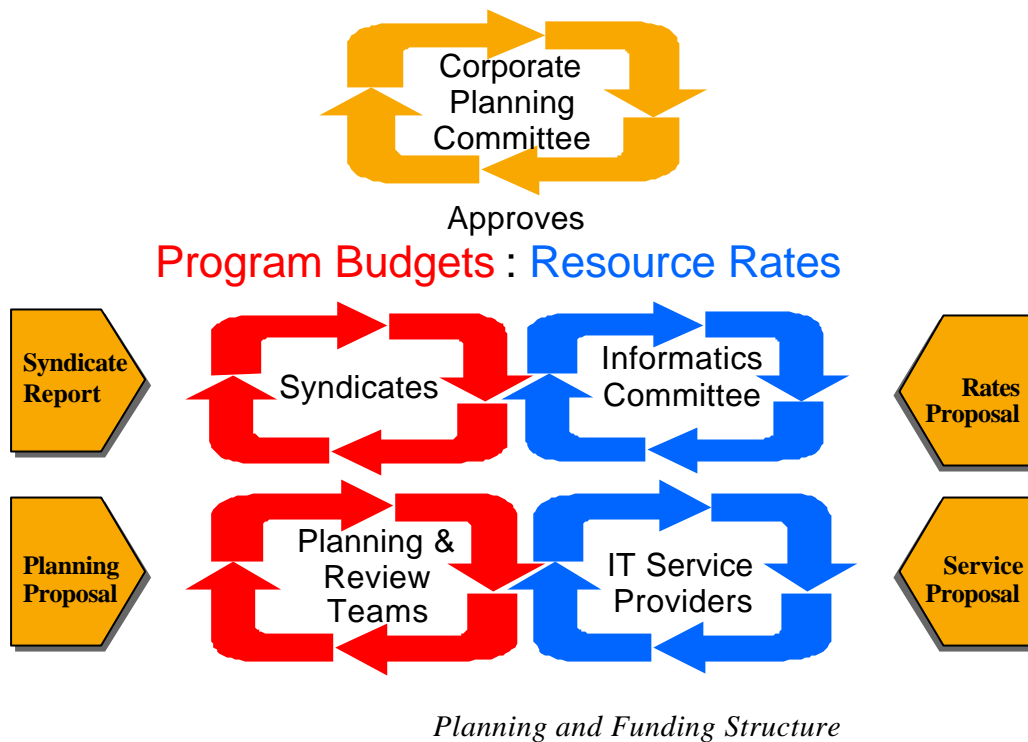 Corporate
Planning
Committee
Approves
Program Budgets : Resource Rates
Syndicate
Report
Syndicates
Informatics
Committee
Rates
Proposal
Planning
Proposal
Planning &
Review
Teams
IT Service
Providers
Service
Proposal
Planning and Funding Structure